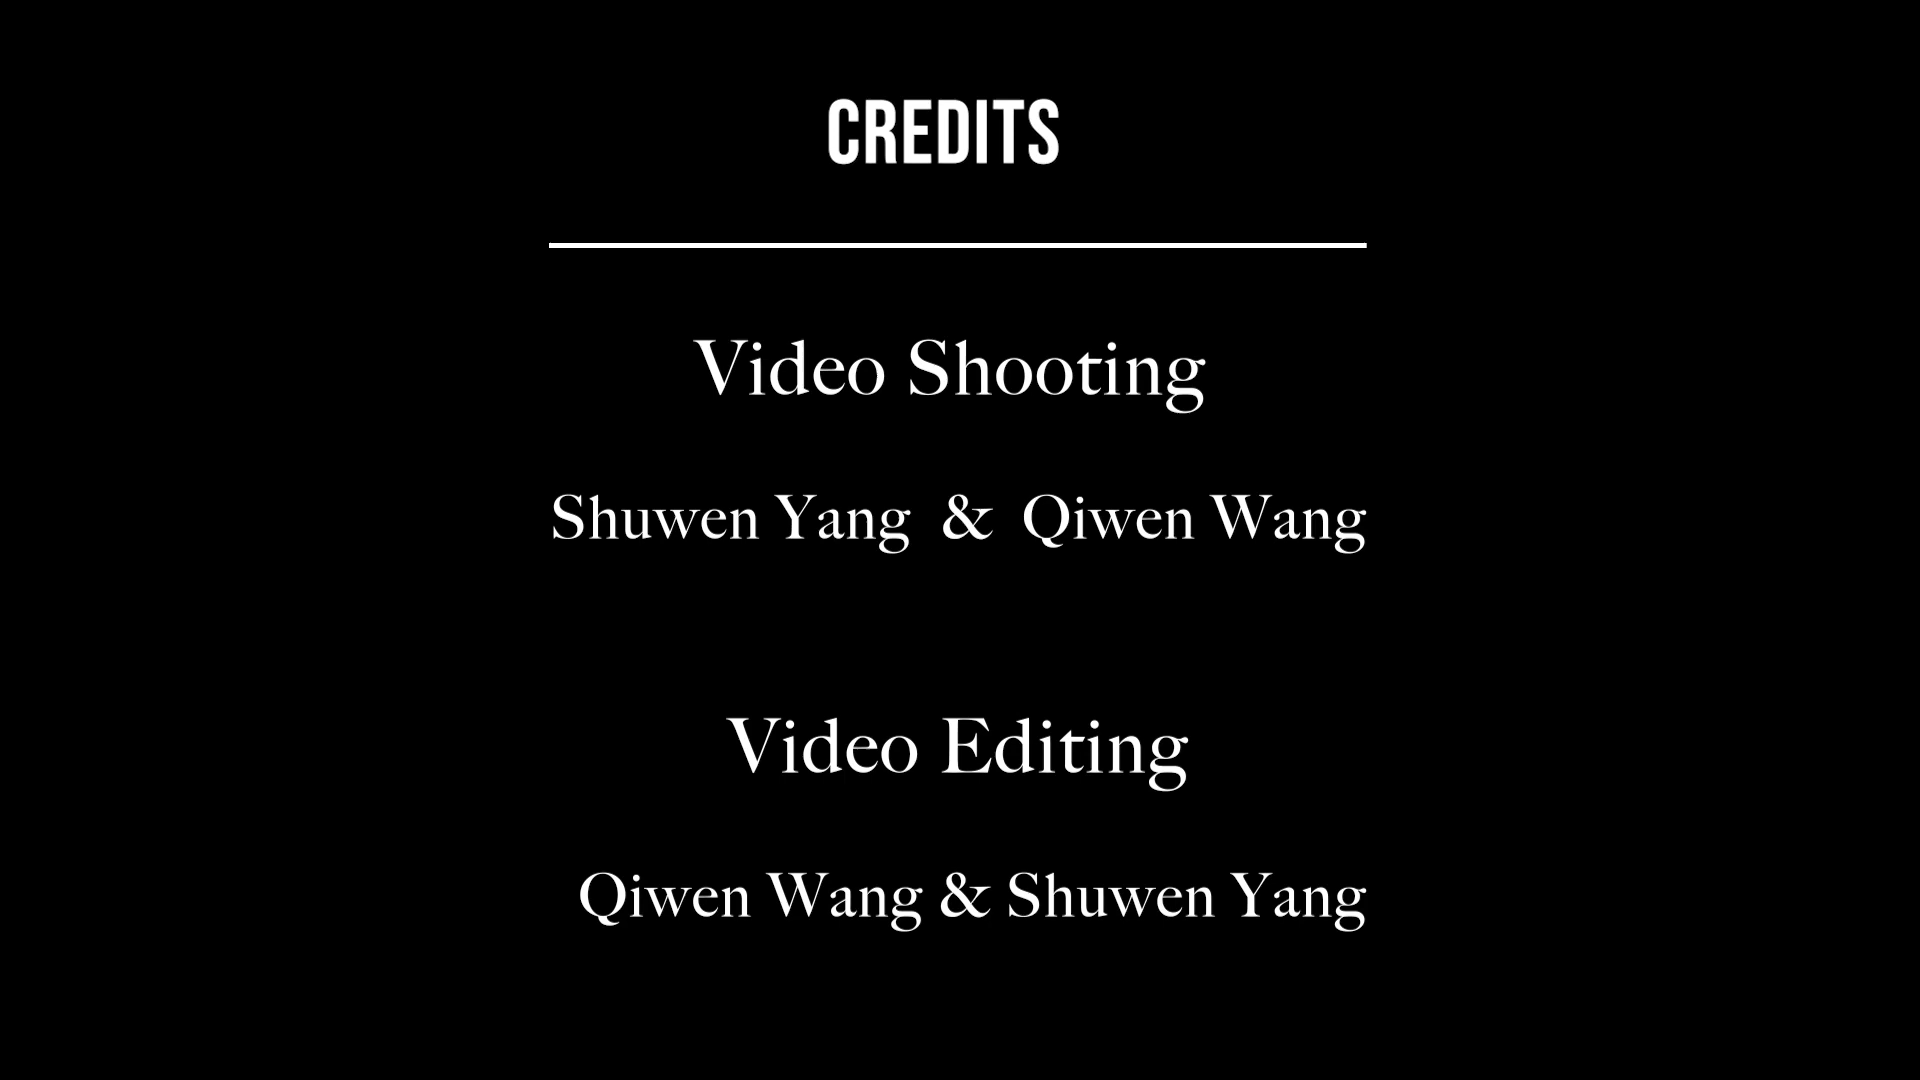 CREDITS
Video Shooting
Shuwen Yang & Qiwen Wang
Video Editing
Qiwen Wang & Shuwen Yang